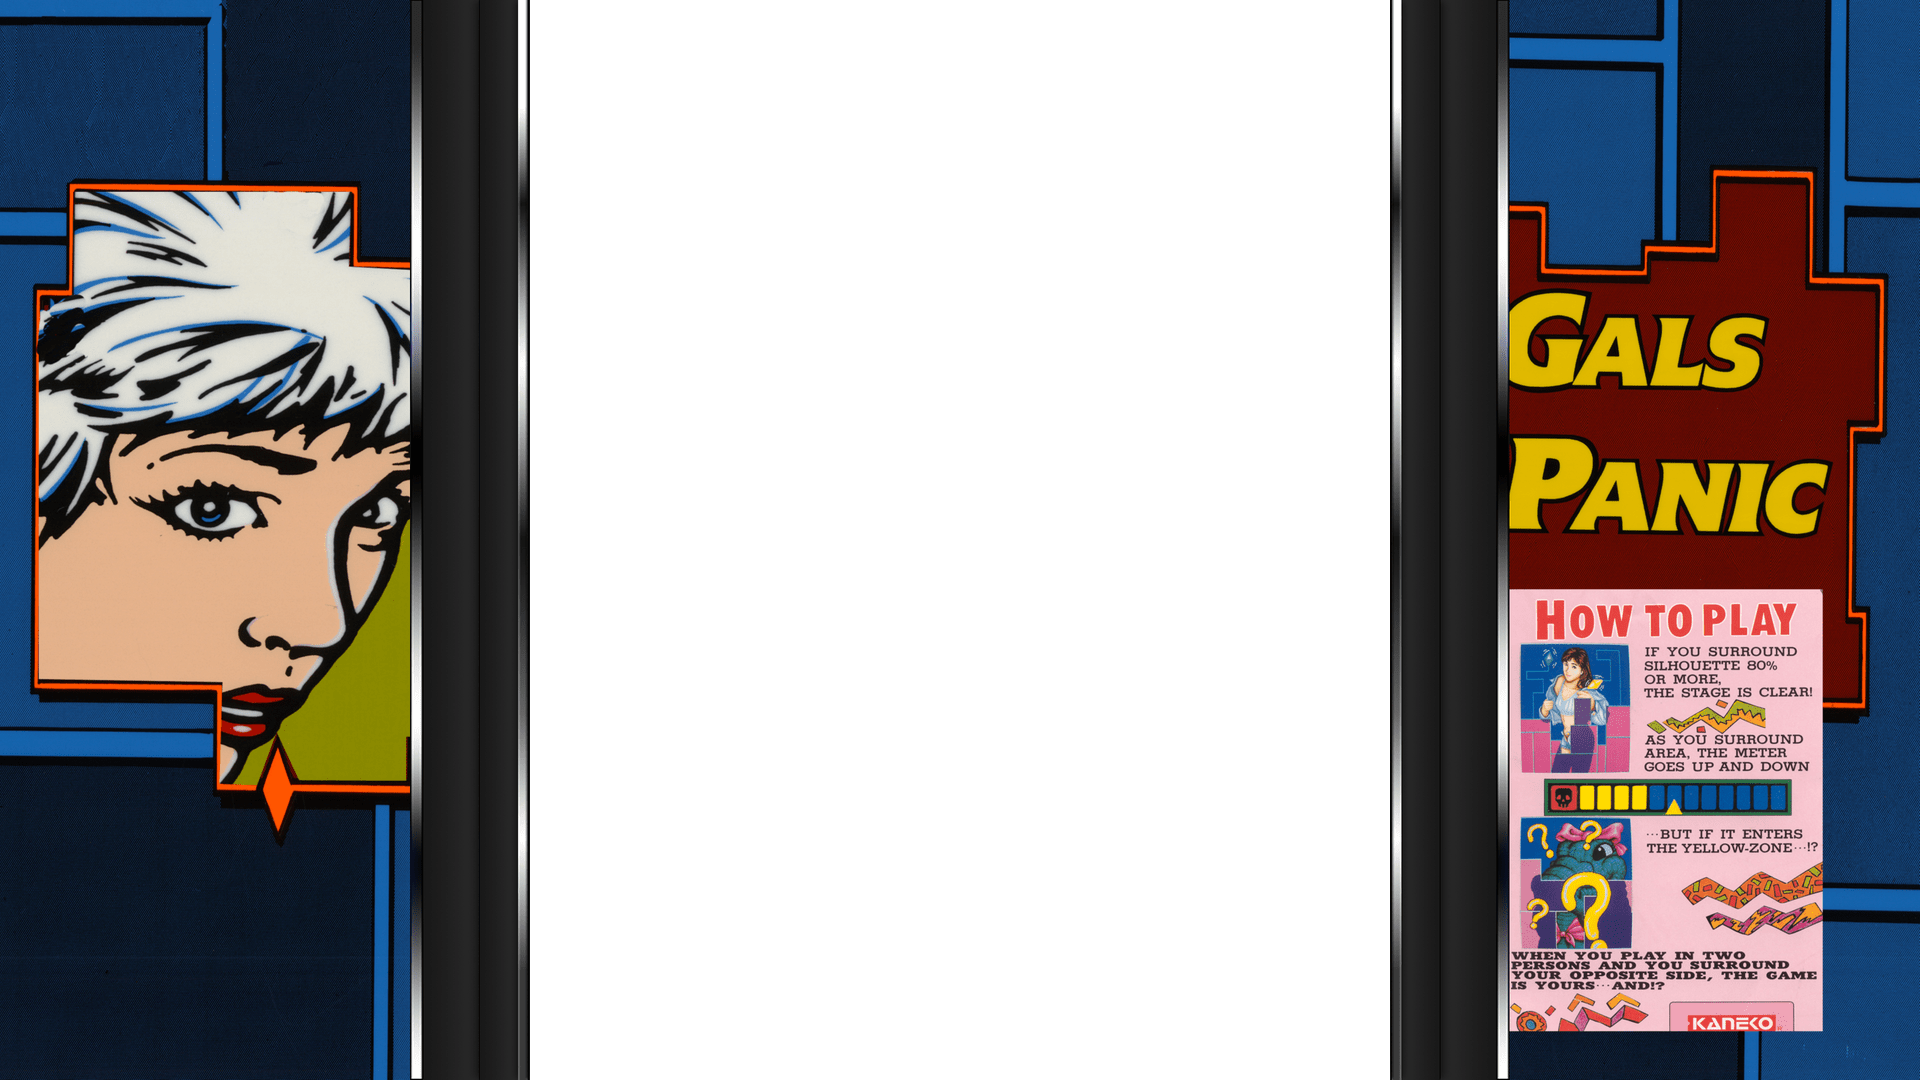 GALS
PANIC
HOW TO PLAY
IF YOU SURROUND
SILHOUETTE 80%
OR MORE,
THE STAGE IS CLEAR!
AS YOU SURROUND
AREA, THE METER
GOES UP AND DOWN
···BUT IF IT ENTERS
THE YELLOW-ZONE···!?
WHEN YOU PLAY IN TWO
PERSONS AND YOU SURROUND
YOUR OPPOSITE SIDE, THE GAME
IS YOURS···AND!?
KANEKO